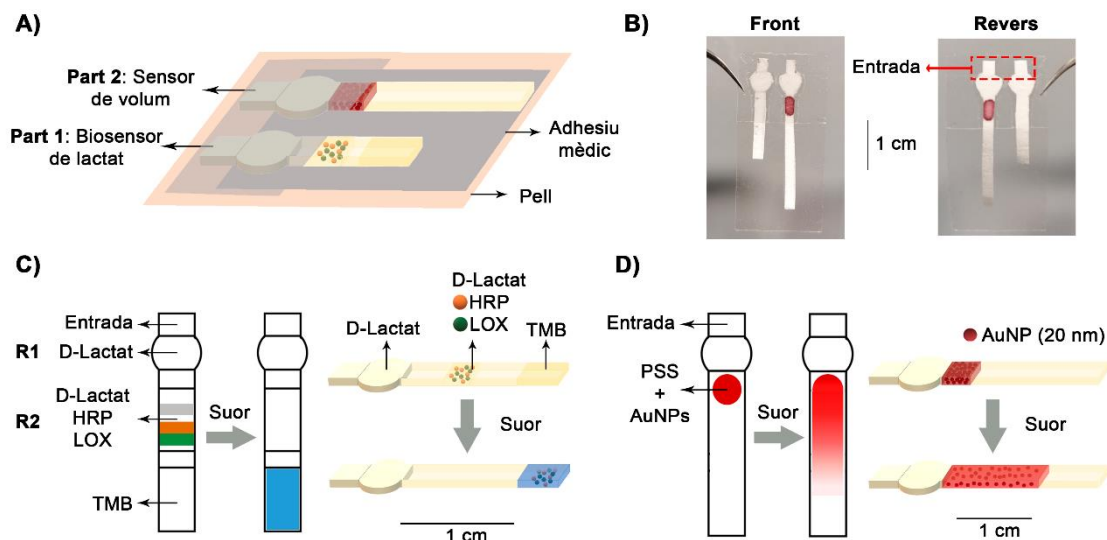 A)
Part 2: Sensor
de volum
Part 1: Biosensor
de lactat
Adhesiu
mèdic
Pell
B)
Front
Revers
Entrada
1 cm
C)
Entrada
R1
D-Lactat
D-Lactat
R2
HRP
LOX
TMB
Suor
D-Lactat
D-Lactat
HRP
LOX
TMB
Suor
1 cm
D)
Entrada
PSS
+
AuNPs
Suor
AuNP (20 nm)
Suor
1 cm